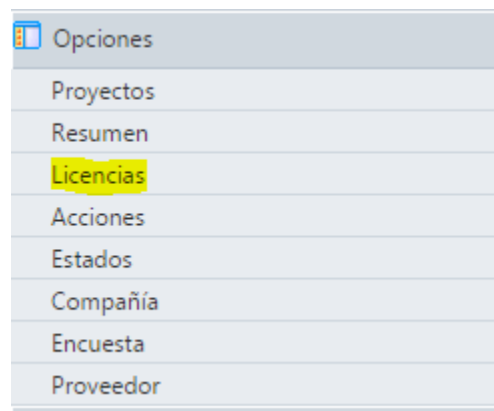 Opciones
Proyectos
Resumen
Licencias
Acciones
Estados
Compañía
Encuesta
Proveedor